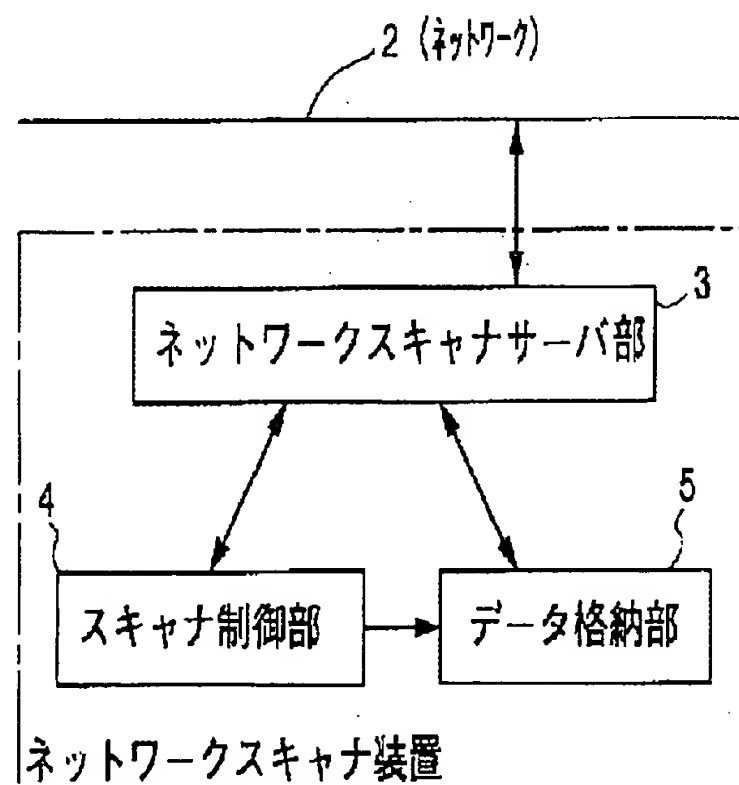 2 (ネットワーク)
3
ネットワークスキャナサーバ部
4
5
スキャナ制御部
データ格納部
ネットワークスキャナ装置